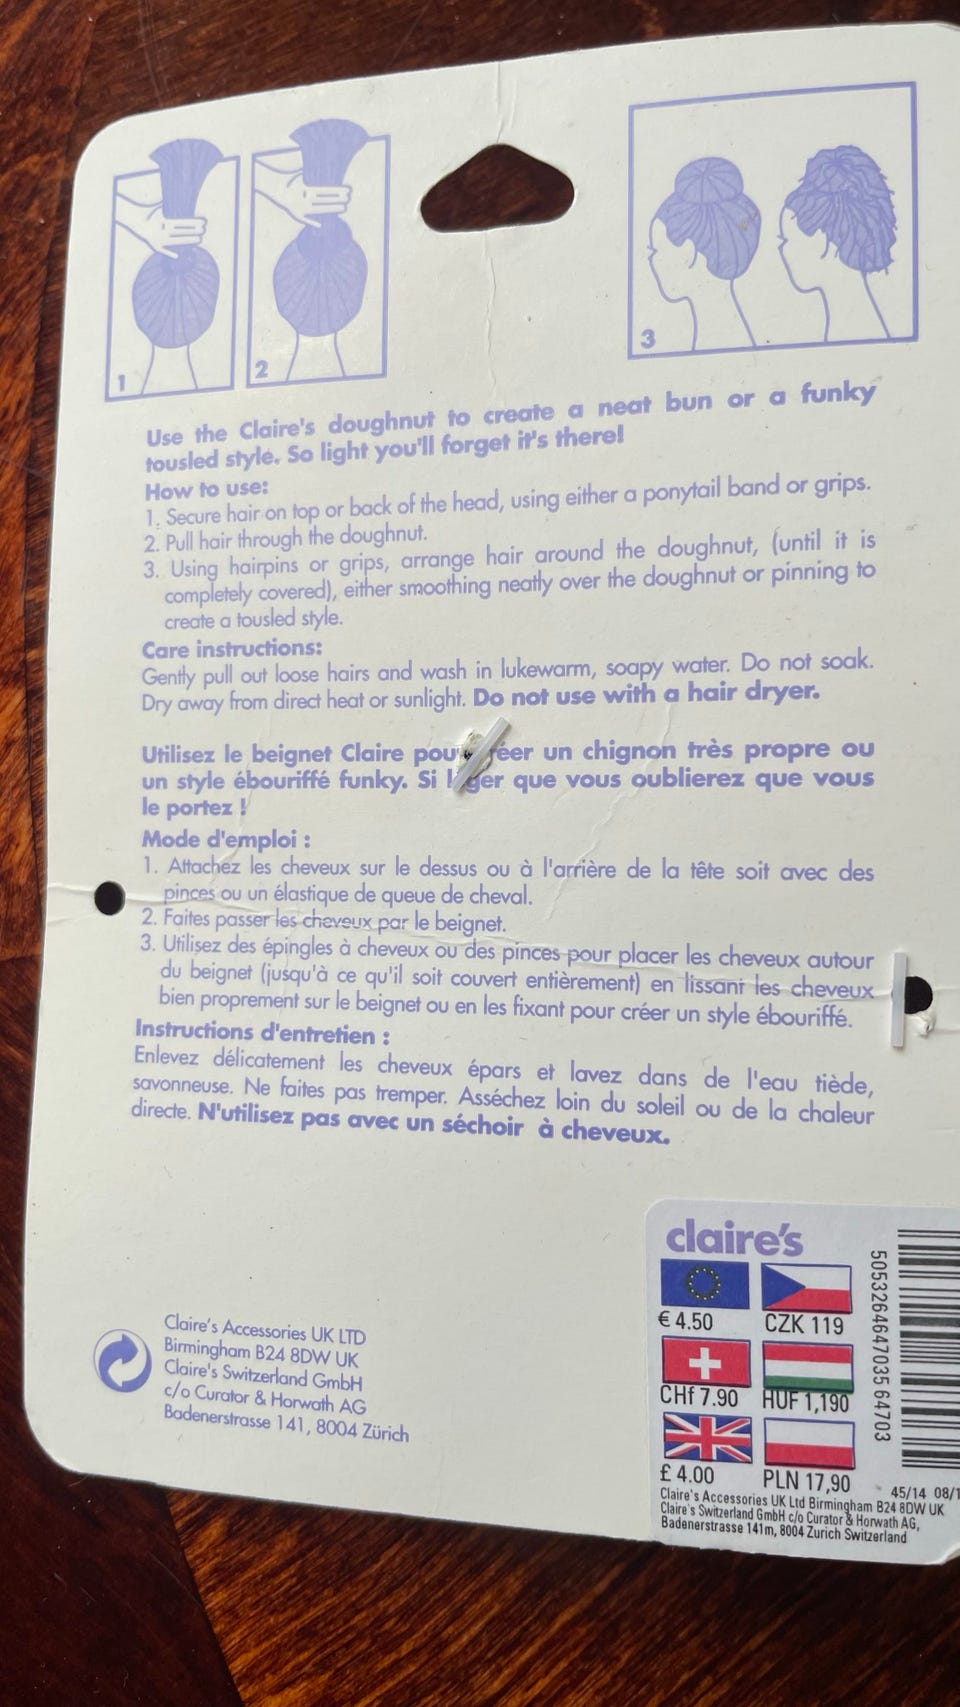 1
2
3
Use the Claire's doughnut to create a neat bun or a funky
tousled style. So light you'll forget it's there!
How to use:
1. Secure hair on top or back of the head, using either a ponytail band or grips.
2. Pull hair through the doughnut.
3. Using hairpins or grips, arrange hair around the doughnut, (until it is
completely covered), either smoothing neatly over the doughnut or pinning to
create a tousled style.
Care instructions:
Gently pull out loose hairs and wash in lukewarm, soapy water. Do not soak.
Dry away from direct heat or sunlight. Do not use with a hair dryer.
Utilisez le beignet Claire pou éer un chignon très propre ou
un style ébouriffé funky. Si l ger que vous oublierez que vous
le portez !
Mode d'emploi :
1. Attachez les cheveux sur le dessus ou à l'arrière de la tête soit avec des
pinces ou un élastique de queue de cheval.
2. Faites passer les cheveux par le beignet.
3. Utilisez des épingles à cheveux ou des pinces pour placer les cheveux autour
du beignet (jusqu'à ce qu'il soit couvert entièrement) en lissant les cheveux
bien proprement sur le beignet ou en les fixant pour créer un style ébouriffé.
Instructions d'entretien :
Enlevez délicatement les cheveux épars et lavez dans de l'eau tiède,
savonneuse. Ne faites pas tremper. Asséchez loin du soleil ou de la chaleur
directe. N'utilisez pas avec un séchoir à cheveux.
Claire's Accessories UK LTD
Birmingham B24 8DW UK
Claire's Switzerland GmbH
c/o Curator & Horwath AG
Badenerstrasse 141, 8004 Zürich
claire's
€ 4.50 CZK 119
CHf 7.90 HUF 1,190
£ 4.00 PLN 17,90
5053264647035 64703
45/14 08/1
Claire's Accessories UK Ltd Birmingham B24 8DW UK
Claire's Switzerland GmbH c/o Curator & Horwath AG,
Badenerstrasse 141m, 8004 Zurich Switzerland